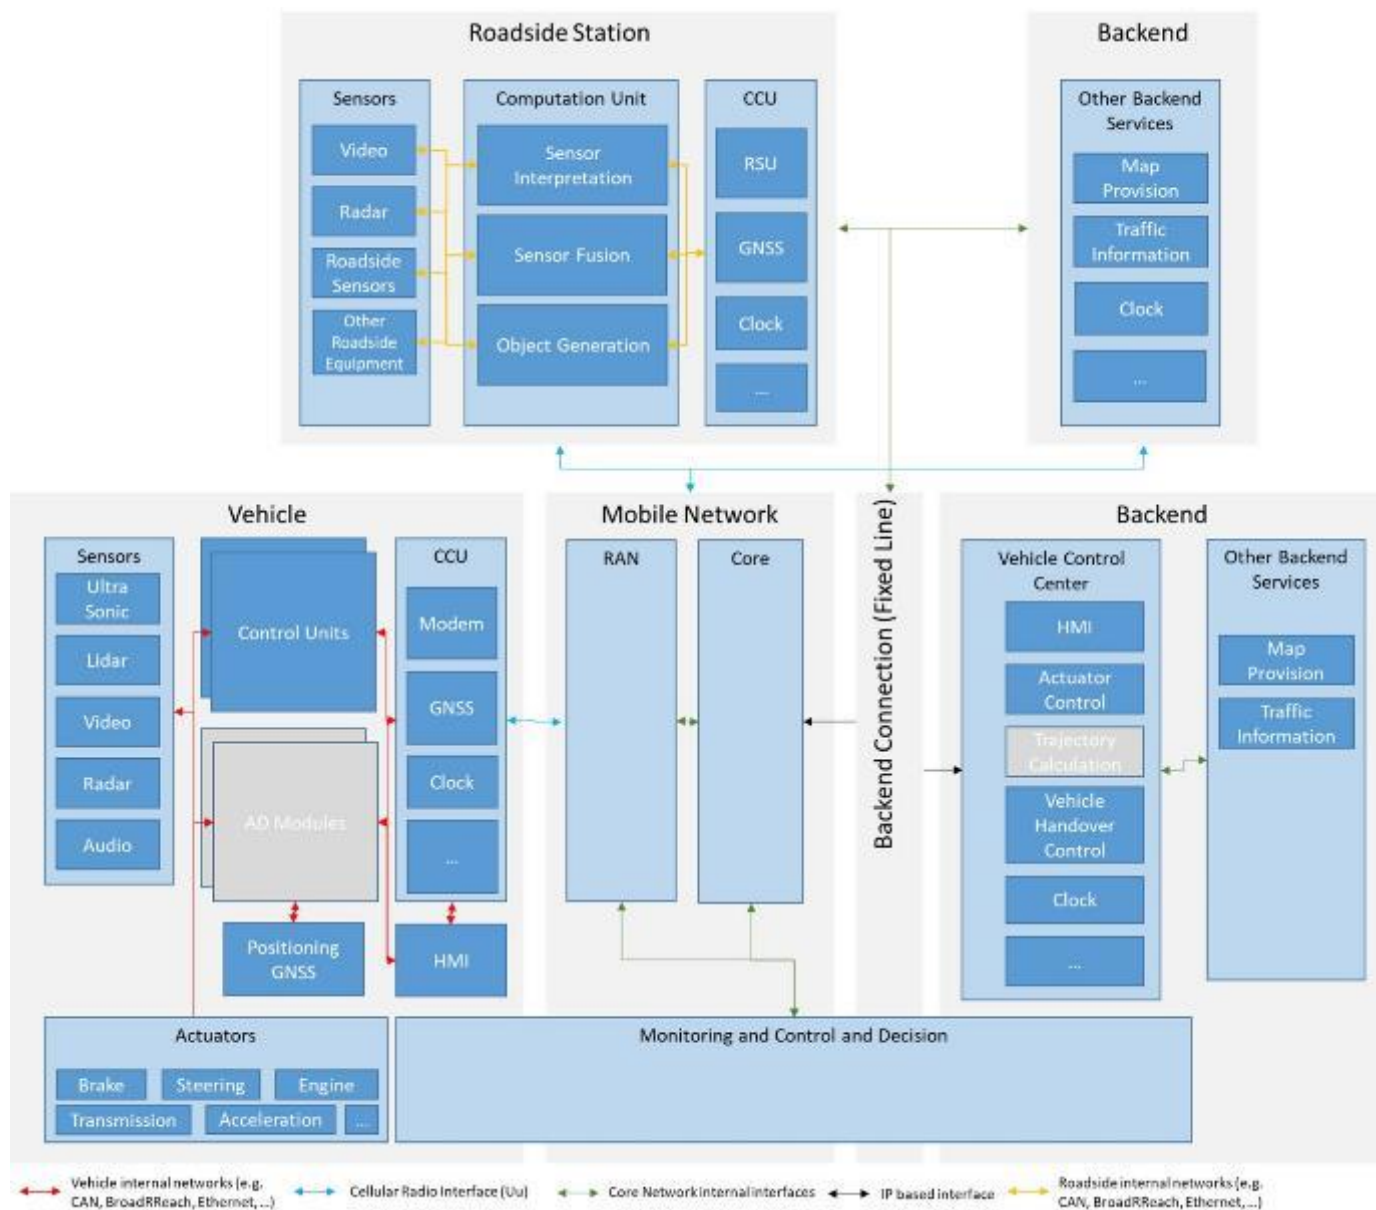 Roadside Station
Sensors
Video
Radar
Roadside
Sensors
Other
Roadside
Equipment
Computation Unit
Sensor
Interpretation
Sensor Fusion
Object Generation
CCU
RSU
GNSS
Clock
...
Backend
Other Backend
Services
Map
Provision
Traffic
Information
Clock
...
Vehicle
Sensors
Ultra
Sonic
Lidar
Video
Radar
Audio
Control Units
AD Modules
Positioning
GNSS
CCU
Modem
GNSS
Clock
...
HMI
Actuators
Brake
Steering
Engine
Transmission
Acceleration
...
Mobile Network
RAN
Core
Backend Connection (Fixed Line)
Backend
Vehicle Control
Center
HMI
Actuator
Control
Trajectory
Calculation
Vehicle
Handover
Control
Clock
...
Other Backend
Services
Map
Provision
Traffic
Information
Monitoring and Control and Decision
Vehicle internal networks (e.g.
CAN, BroadRReach, Ethernet, ...)
Cellular Radio Interface (Uu)
Core Network internal interfaces
IP based interface
Roadside internal networks (e.g.
CAN, BroadRReach, Ethernet, ...)